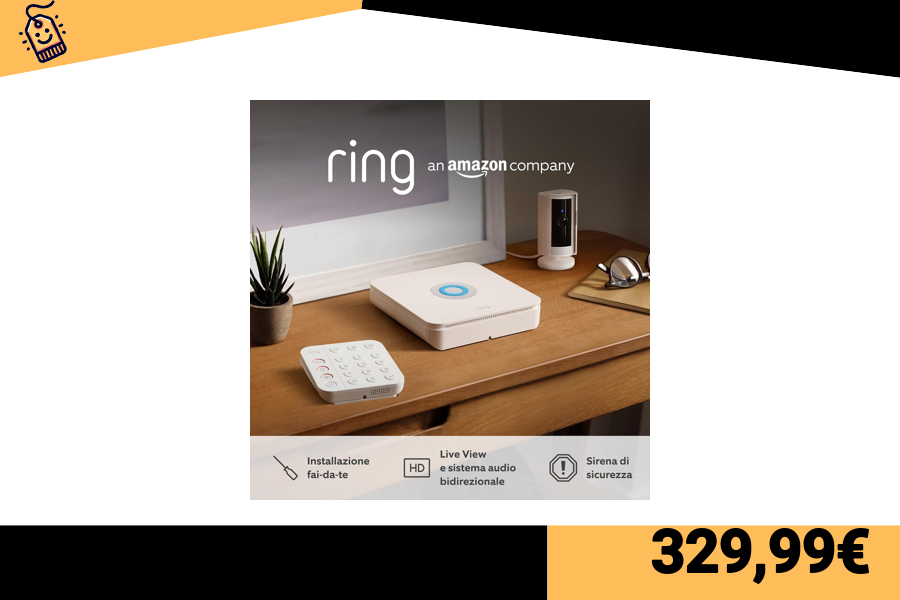 ring an amazon company
Installazione
fai-da-te
HD
Live View
e sistema audio
bidirezionale
Sirena di
sicurezza
329,99€